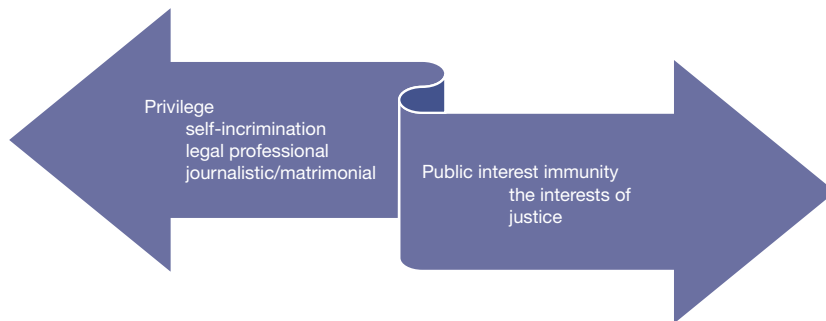 Privilege
self-incrimination
legal professional
journalistic/matrimonial
Public interest immunity
the interests of
justice